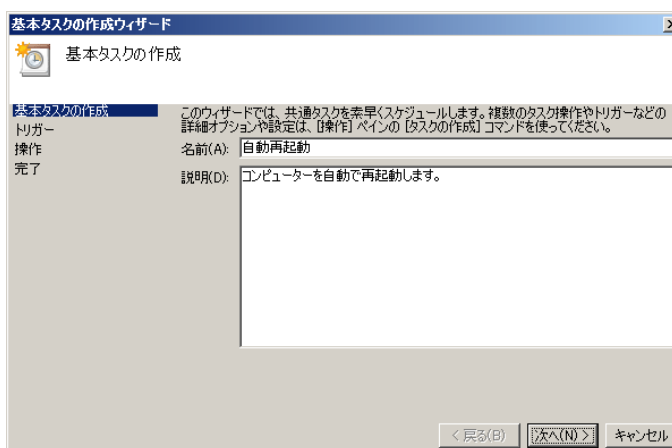 基本タスクの作成ウィザード
基本タスクの作成
基本タスクの作成
トリガー
操作
完了
このウィザードでは、共通タスクを素早くスケジュールします。複数のタスク操作やトリガーなどの
詳細オプションや設定は、[操作] ペインの [タスクの作成] コマンドを使ってください。
名前(A): 自動再起動
説明(D): コンピューターを自動で再起動します。
< 戻る(B) 次へ(N) > キャンセル